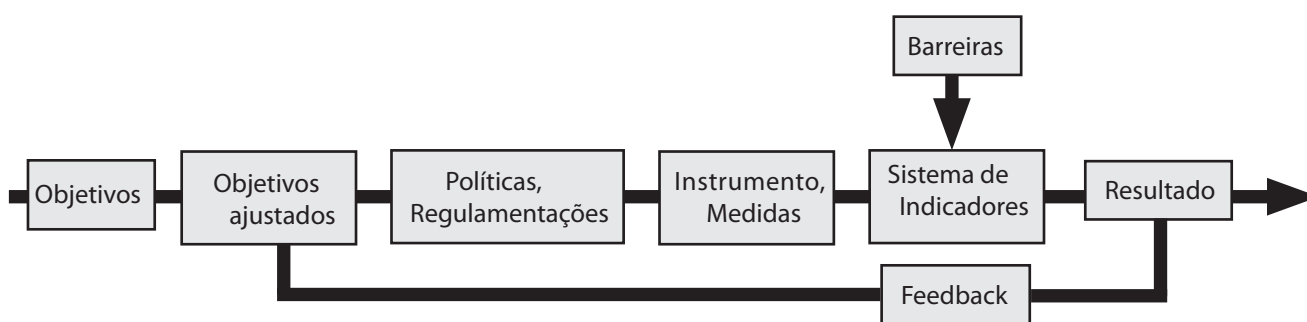 Barreiras
Objetivos
Objetivos
ajustados
Políticas,
Regulamentações
Instrumento,
Medidas
Sistema de
Indicadores
Resultado
Feedback